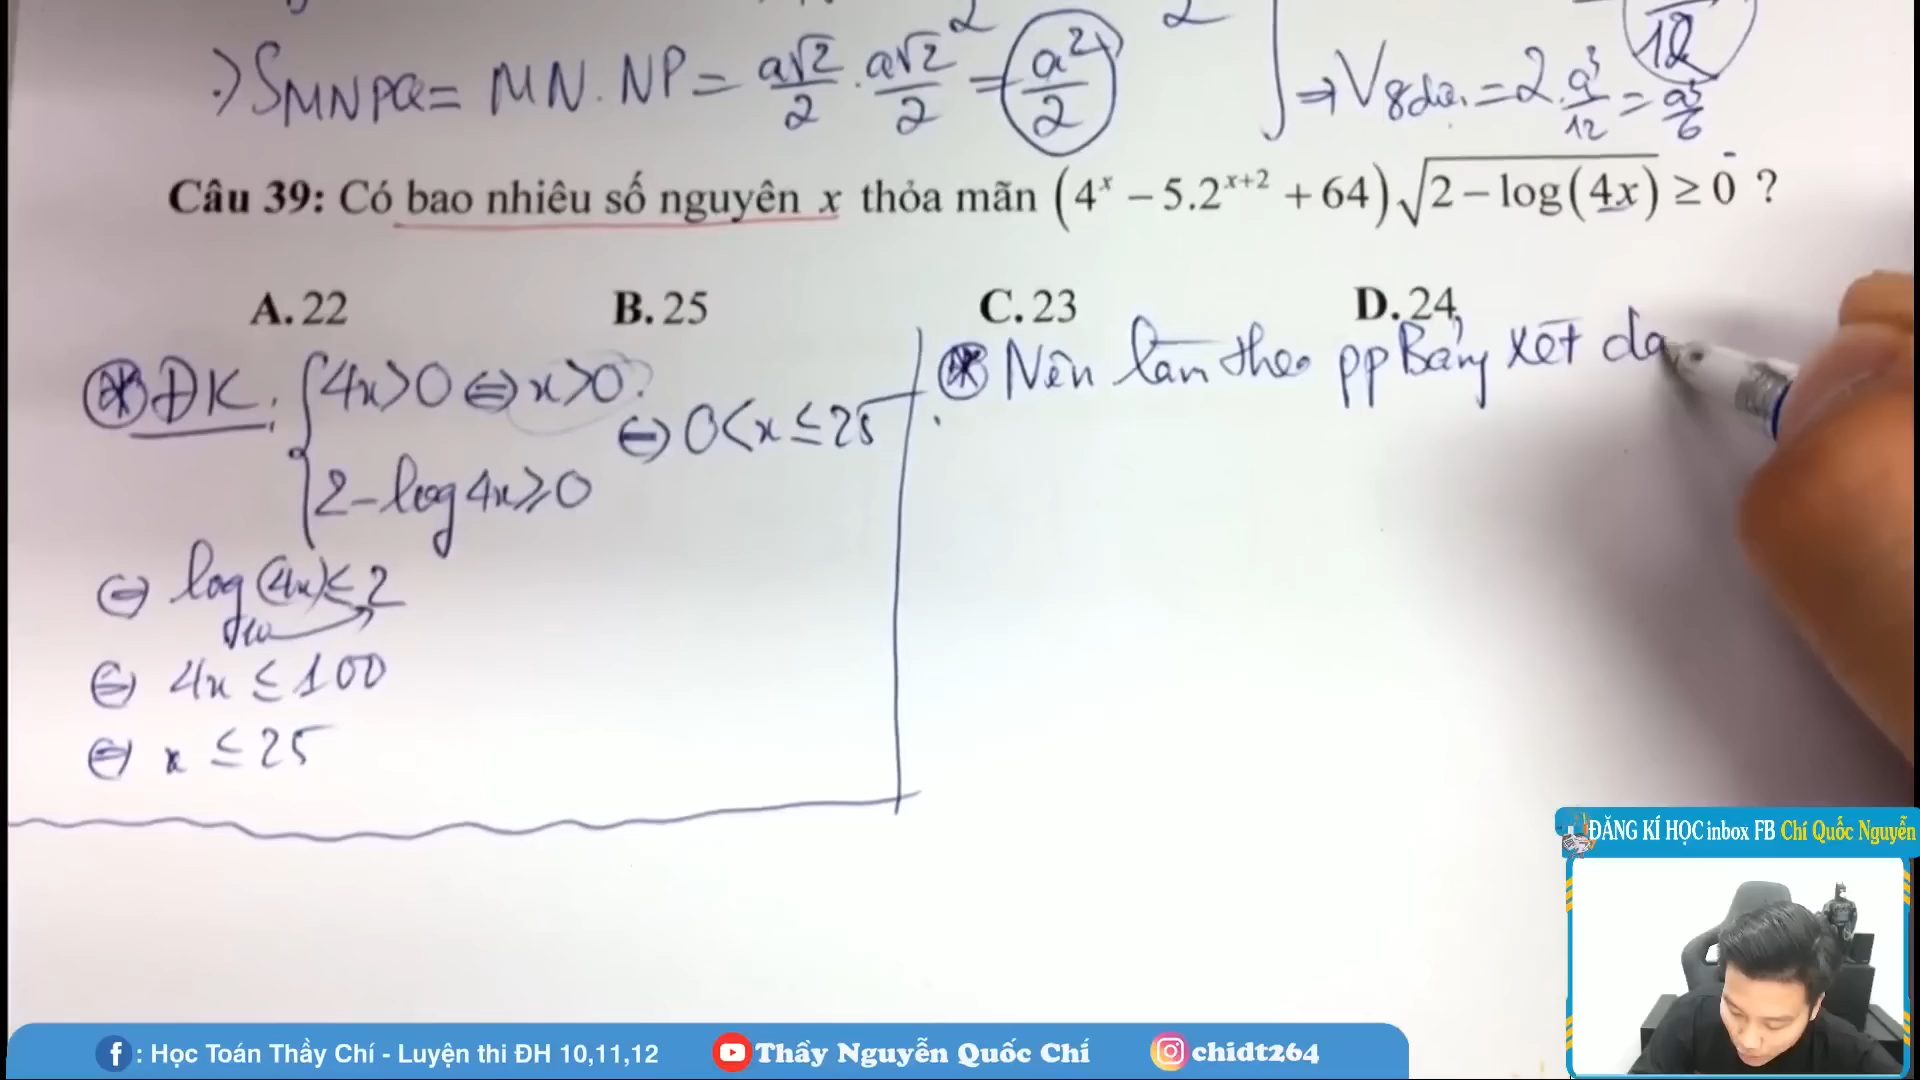 ⇒) S_MNPQ = MN.NP = a√2/2 . a√2/2 = a²/2
⇒ V8dcn. = 2.a³/12 = a³/6
12
Câu 39: Có bao nhiêu số nguyên x thỏa mãn (4^x − 5.2^(x+2) + 64)√(2 − log(4x)) ≥ 0 ?
A. 22 B. 25 C. 23 D. 24
ĐK: { 4x>0 ⇔ x>0
2-log4x ≥ 0
⇔ 0<x≤25
⇔ log(4x) ≤ 2
⇔ 4x ≤ 100
⇔ x ≤ 25
Nên làm theo pp Bảng xét dấ
ĐĂNG KÍ HỌC inbox FB Chí Quốc Nguyễn
f : Học Toán Thầy Chí - Luyện thi ĐH 10,11,12 Thầy Nguyễn Quốc Chí chidt264